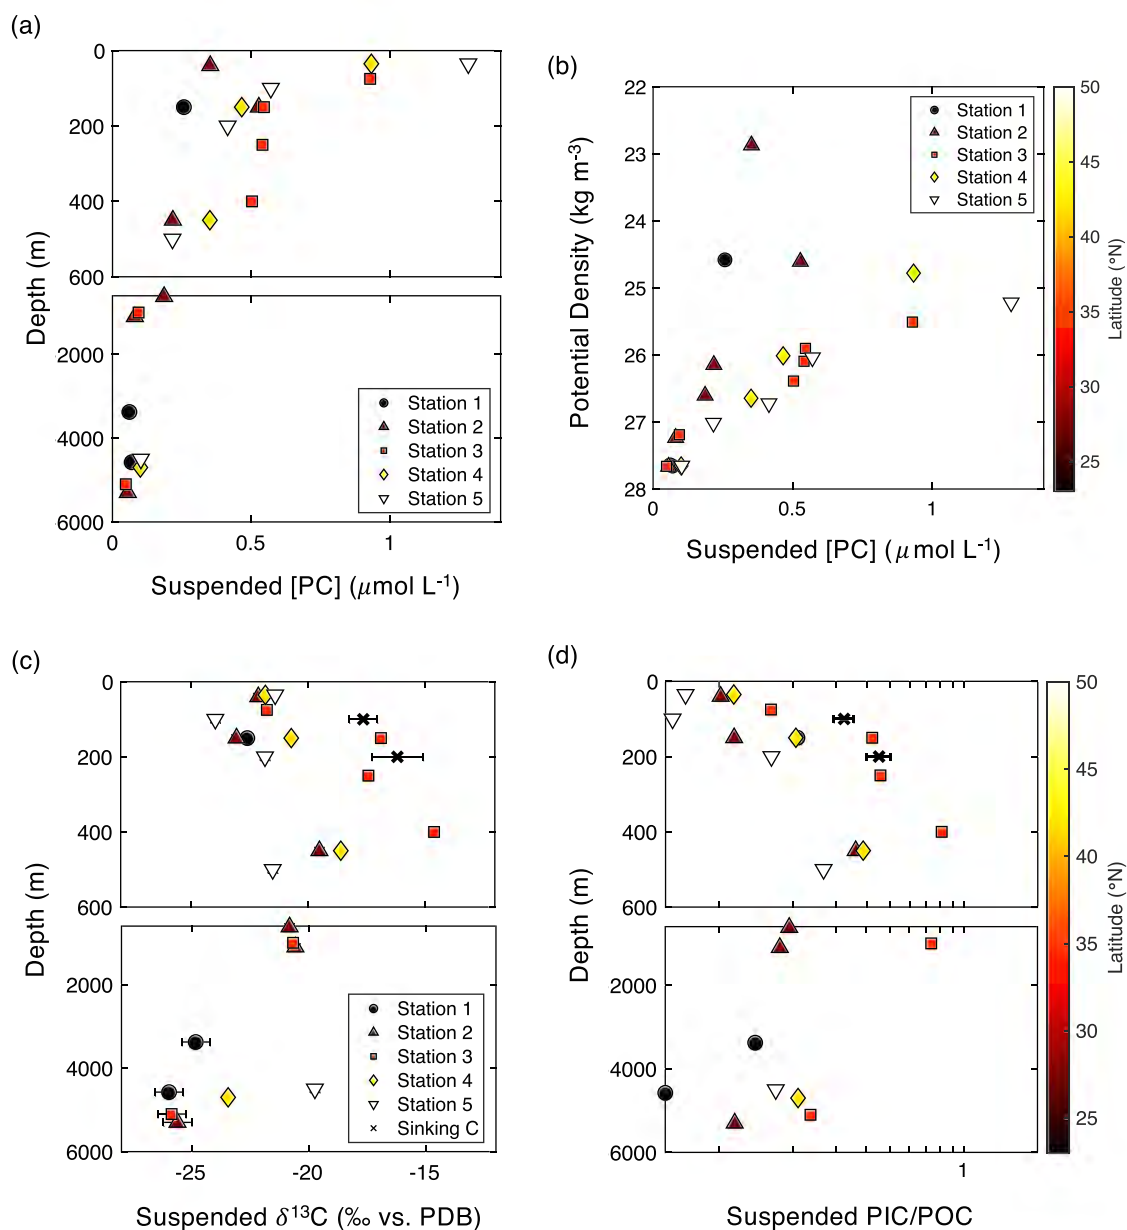 (a)
0
200
400
600
2000
4000
6000
0
0.5
1
Depth (m)
Suspended [PC] (μmol L-1)
Station 1
Station 2
Station 3
Station 4
Station 5
(b)
22
23
24
25
26
27
28
0
0.5
1
Potential Density (kg m-3)
Suspended [PC] (μmol L-1)
Station 1
Station 2
Station 3
Station 4
Station 5
50
45
40
35
30
25
Latitude (°N)
(c)
0
200
400
600
2000
4000
6000
-25
-20
-15
Depth (m)
Suspended δ13C (‰ vs. PDB)
Station 1
Station 2
Station 3
Station 4
Station 5
Sinking C
(d)
0
200
400
600
2000
4000
6000
1
Depth (m)
Suspended PIC/POC
50
45
40
35
30
25
Latitude (°N)